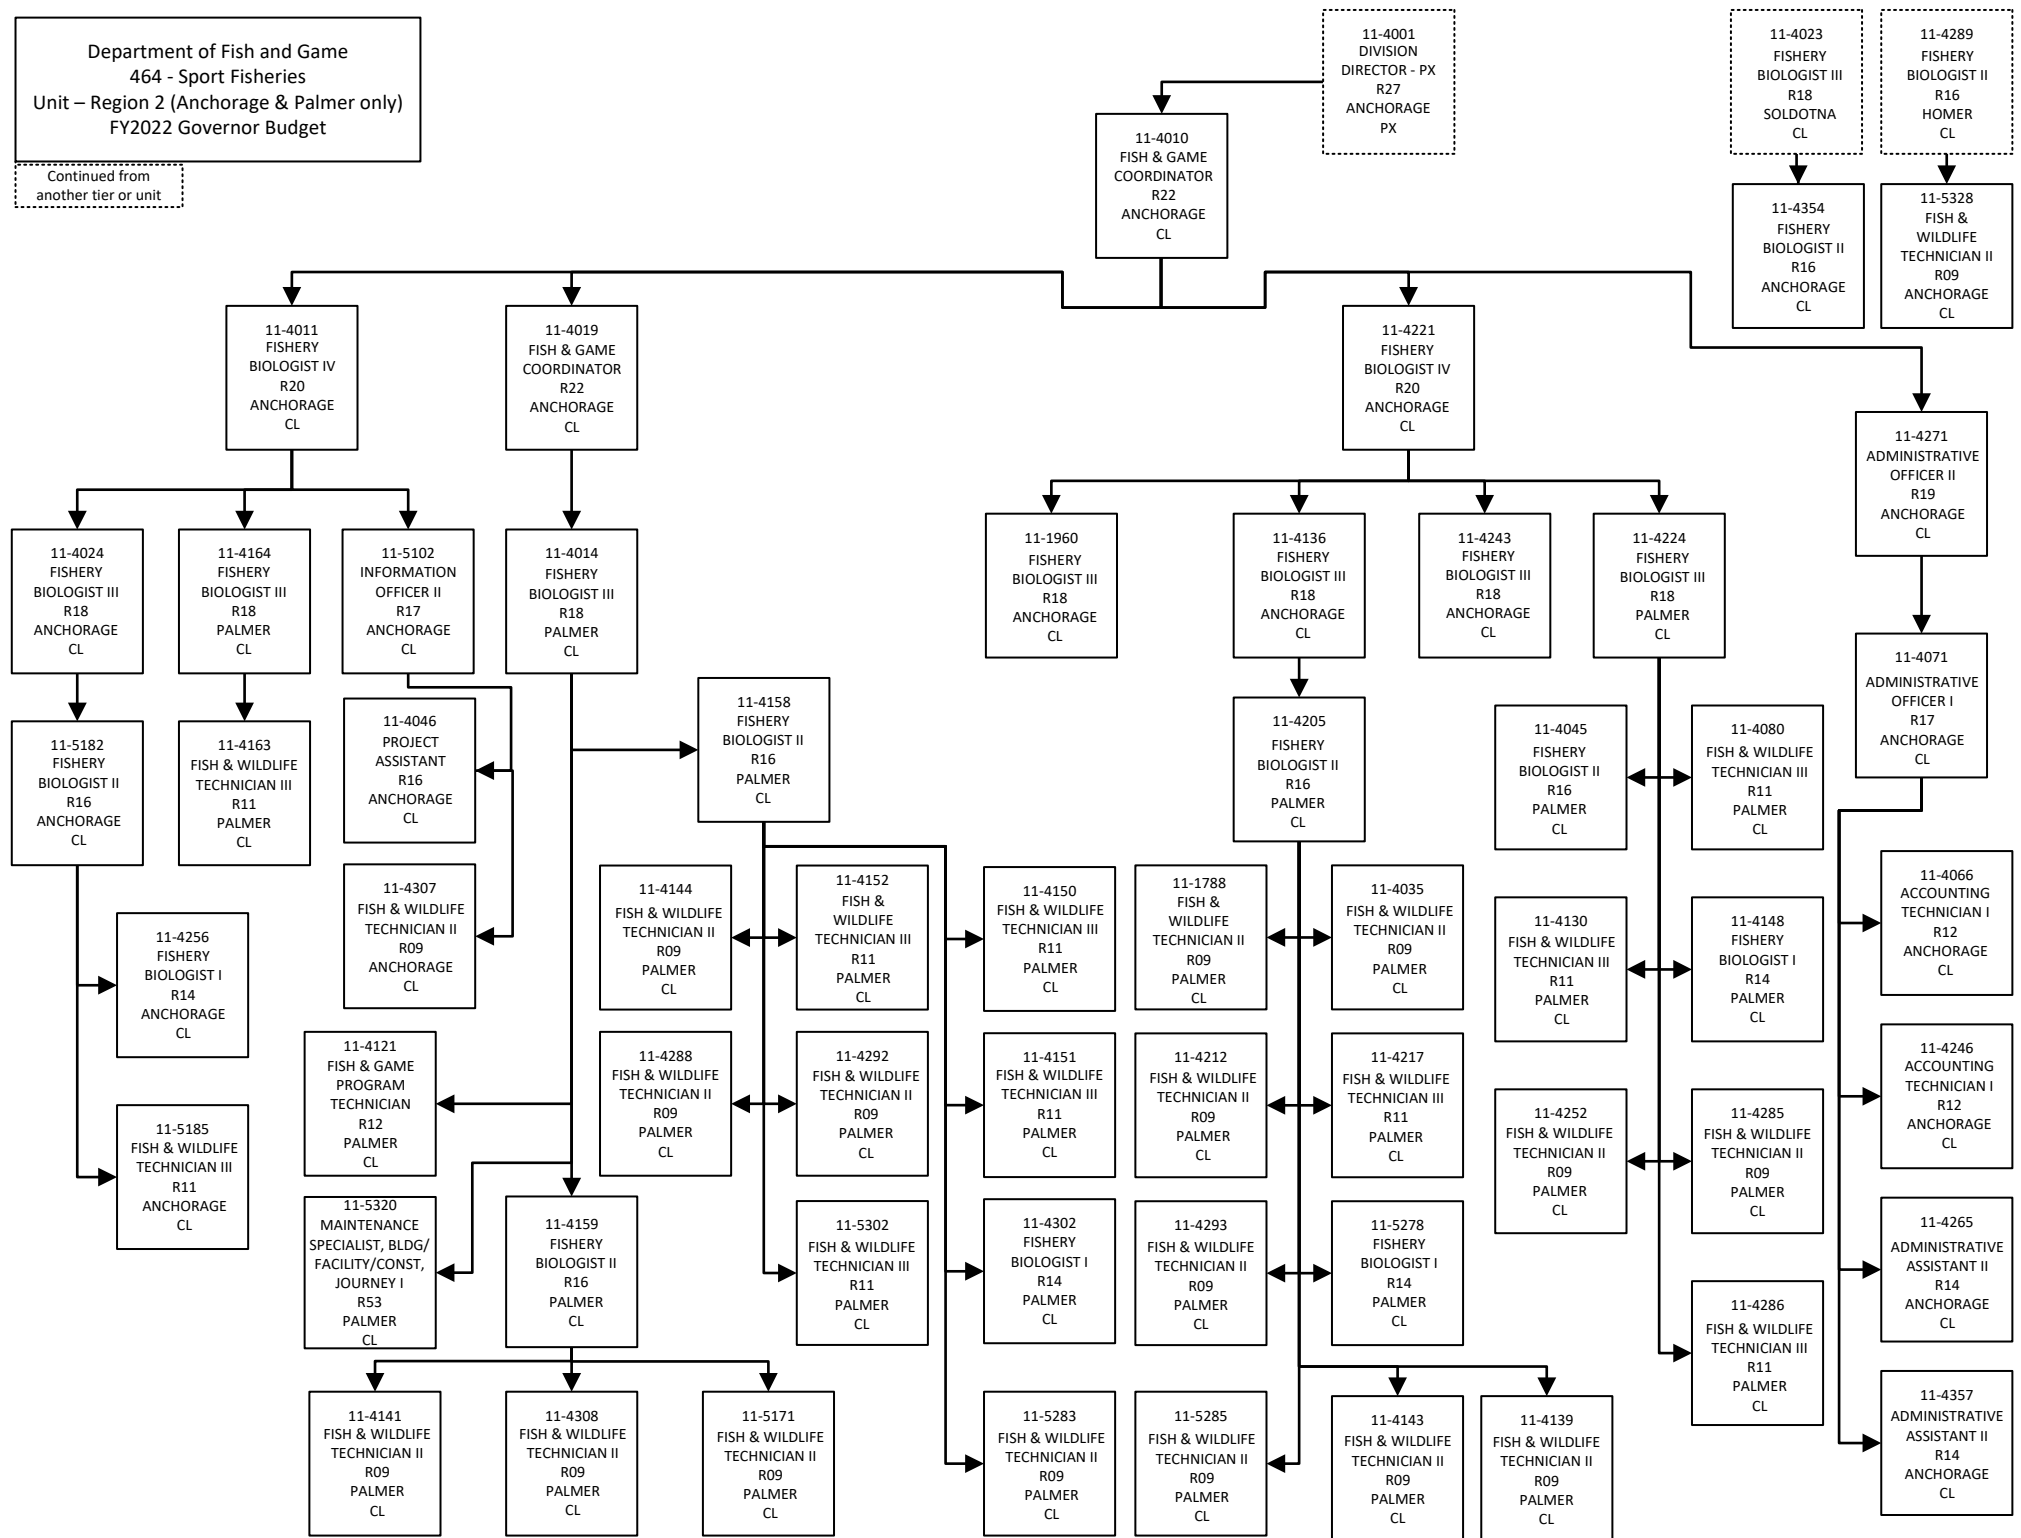 Department of Fish and Game
464 - Sport Fisheries
Unit – Region 2 (Anchorage & Palmer only)
FY2022 Governor Budget
Continued from
another tier or unit
11-4001
DIVISION
DIRECTOR - PX
R27
ANCHORAGE
PX
11-4023
FISHERY
BIOLOGIST III
R18
SOLDOTNA
CL
11-4289
FISHERY
BIOLOGIST II
R16
HOMER
CL
11-4010
FISH & GAME
COORDINATOR
R22
ANCHORAGE
CL
11-4354
FISHERY
BIOLOGIST II
R16
ANCHORAGE
CL
11-5328
FISH &
WILDLIFE
TECHNICIAN II
R09
ANCHORAGE
CL
11-4011
FISHERY
BIOLOGIST IV
R20
ANCHORAGE
CL
11-4019
FISH & GAME
COORDINATOR
R22
ANCHORAGE
CL
11-4221
FISHERY
BIOLOGIST IV
R20
ANCHORAGE
CL
11-4271
ADMINISTRATIVE
OFFICER II
R19
ANCHORAGE
CL
11-4024
FISHERY
BIOLOGIST III
R18
ANCHORAGE
CL
11-4164
FISHERY
BIOLOGIST III
R18
PALMER
CL
11-5102
INFORMATION
OFFICER II
R17
ANCHORAGE
CL
11-4014
FISHERY
BIOLOGIST III
R18
PALMER
CL
11-1960
FISHERY
BIOLOGIST III
R18
ANCHORAGE
CL
11-4136
FISHERY
BIOLOGIST III
R18
ANCHORAGE
CL
11-4243
FISHERY
BIOLOGIST III
R18
ANCHORAGE
CL
11-4224
FISHERY
BIOLOGIST III
R18
PALMER
CL
11-4071
ADMINISTRATIVE
OFFICER I
R17
ANCHORAGE
CL
11-5182
FISHERY
BIOLOGIST II
R16
ANCHORAGE
CL
11-4163
FISH & WILDLIFE
TECHNICIAN III
R11
PALMER
CL
11-4046
PROJECT
ASSISTANT
R16
ANCHORAGE
CL
11-4158
FISHERY
BIOLOGIST II
R16
PALMER
CL
11-4205
FISHERY
BIOLOGIST II
R16
PALMER
CL
11-4045
FISHERY
BIOLOGIST II
R16
PALMER
CL
11-4080
FISH & WILDLIFE
TECHNICIAN III
R11
PALMER
CL
11-4307
FISH & WILDLIFE
TECHNICIAN II
R09
ANCHORAGE
CL
11-4144
FISH & WILDLIFE
TECHNICIAN II
R09
PALMER
CL
11-4152
FISH &
WILDLIFE
TECHNICIAN III
R11
PALMER
CL
11-4150
FISH & WILDLIFE
TECHNICIAN III
R11
PALMER
CL
11-1788
FISH &
WILDLIFE
TECHNICIAN II
R09
PALMER
CL
11-4035
FISH & WILDLIFE
TECHNICIAN II
R09
PALMER
CL
11-4130
FISH & WILDLIFE
TECHNICIAN III
R11
PALMER
CL
11-4148
FISHERY
BIOLOGIST I
R14
PALMER
CL
11-4066
ACCOUNTING
TECHNICIAN I
R12
ANCHORAGE
CL
11-4256
FISHERY
BIOLOGIST I
R14
ANCHORAGE
CL
11-4121
FISH & GAME
PROGRAM
TECHNICIAN
R12
PALMER
CL
11-4288
FISH & WILDLIFE
TECHNICIAN II
R09
PALMER
CL
11-4292
FISH & WILDLIFE
TECHNICIAN II
R09
PALMER
CL
11-4151
FISH & WILDLIFE
TECHNICIAN III
R11
PALMER
CL
11-4212
FISH & WILDLIFE
TECHNICIAN II
R09
PALMER
CL
11-4217
FISH & WILDLIFE
TECHNICIAN III
R11
PALMER
CL
11-4252
FISH & WILDLIFE
TECHNICIAN II
R09
PALMER
CL
11-4285
FISH & WILDLIFE
TECHNICIAN II
R09
PALMER
CL
11-4246
ACCOUNTING
TECHNICIAN I
R12
ANCHORAGE
CL
11-5185
FISH & WILDLIFE
TECHNICIAN III
R11
ANCHORAGE
CL
11-5320
MAINTENANCE
SPECIALIST, BLDG/
FACILITY/CONST,
JOURNEY I
R53
PALMER
CL
11-4159
FISHERY
BIOLOGIST II
R16
PALMER
CL
11-5302
FISH & WILDLIFE
TECHNICIAN III
R11
PALMER
CL
11-4302
FISHERY
BIOLOGIST I
R14
PALMER
CL
11-4293
FISH & WILDLIFE
TECHNICIAN II
R09
PALMER
CL
11-5278
FISHERY
BIOLOGIST I
R14
PALMER
CL
11-4286
FISH & WILDLIFE
TECHNICIAN III
R11
PALMER
CL
11-4265
ADMINISTRATIVE
ASSISTANT II
R14
ANCHORAGE
CL
11-4141
FISH & WILDLIFE
TECHNICIAN II
R09
PALMER
CL
11-4308
FISH & WILDLIFE
TECHNICIAN II
R09
PALMER
CL
11-5171
FISH & WILDLIFE
TECHNICIAN II
R09
PALMER
CL
11-5283
FISH & WILDLIFE
TECHNICIAN II
R09
PALMER
CL
11-5285
FISH & WILDLIFE
TECHNICIAN II
R09
PALMER
CL
11-4143
FISH & WILDLIFE
TECHNICIAN II
R09
PALMER
CL
11-4139
FISH & WILDLIFE
TECHNICIAN II
R09
PALMER
CL
11-4357
ADMINISTRATIVE
ASSISTANT II
R14
ANCHORAGE
CL